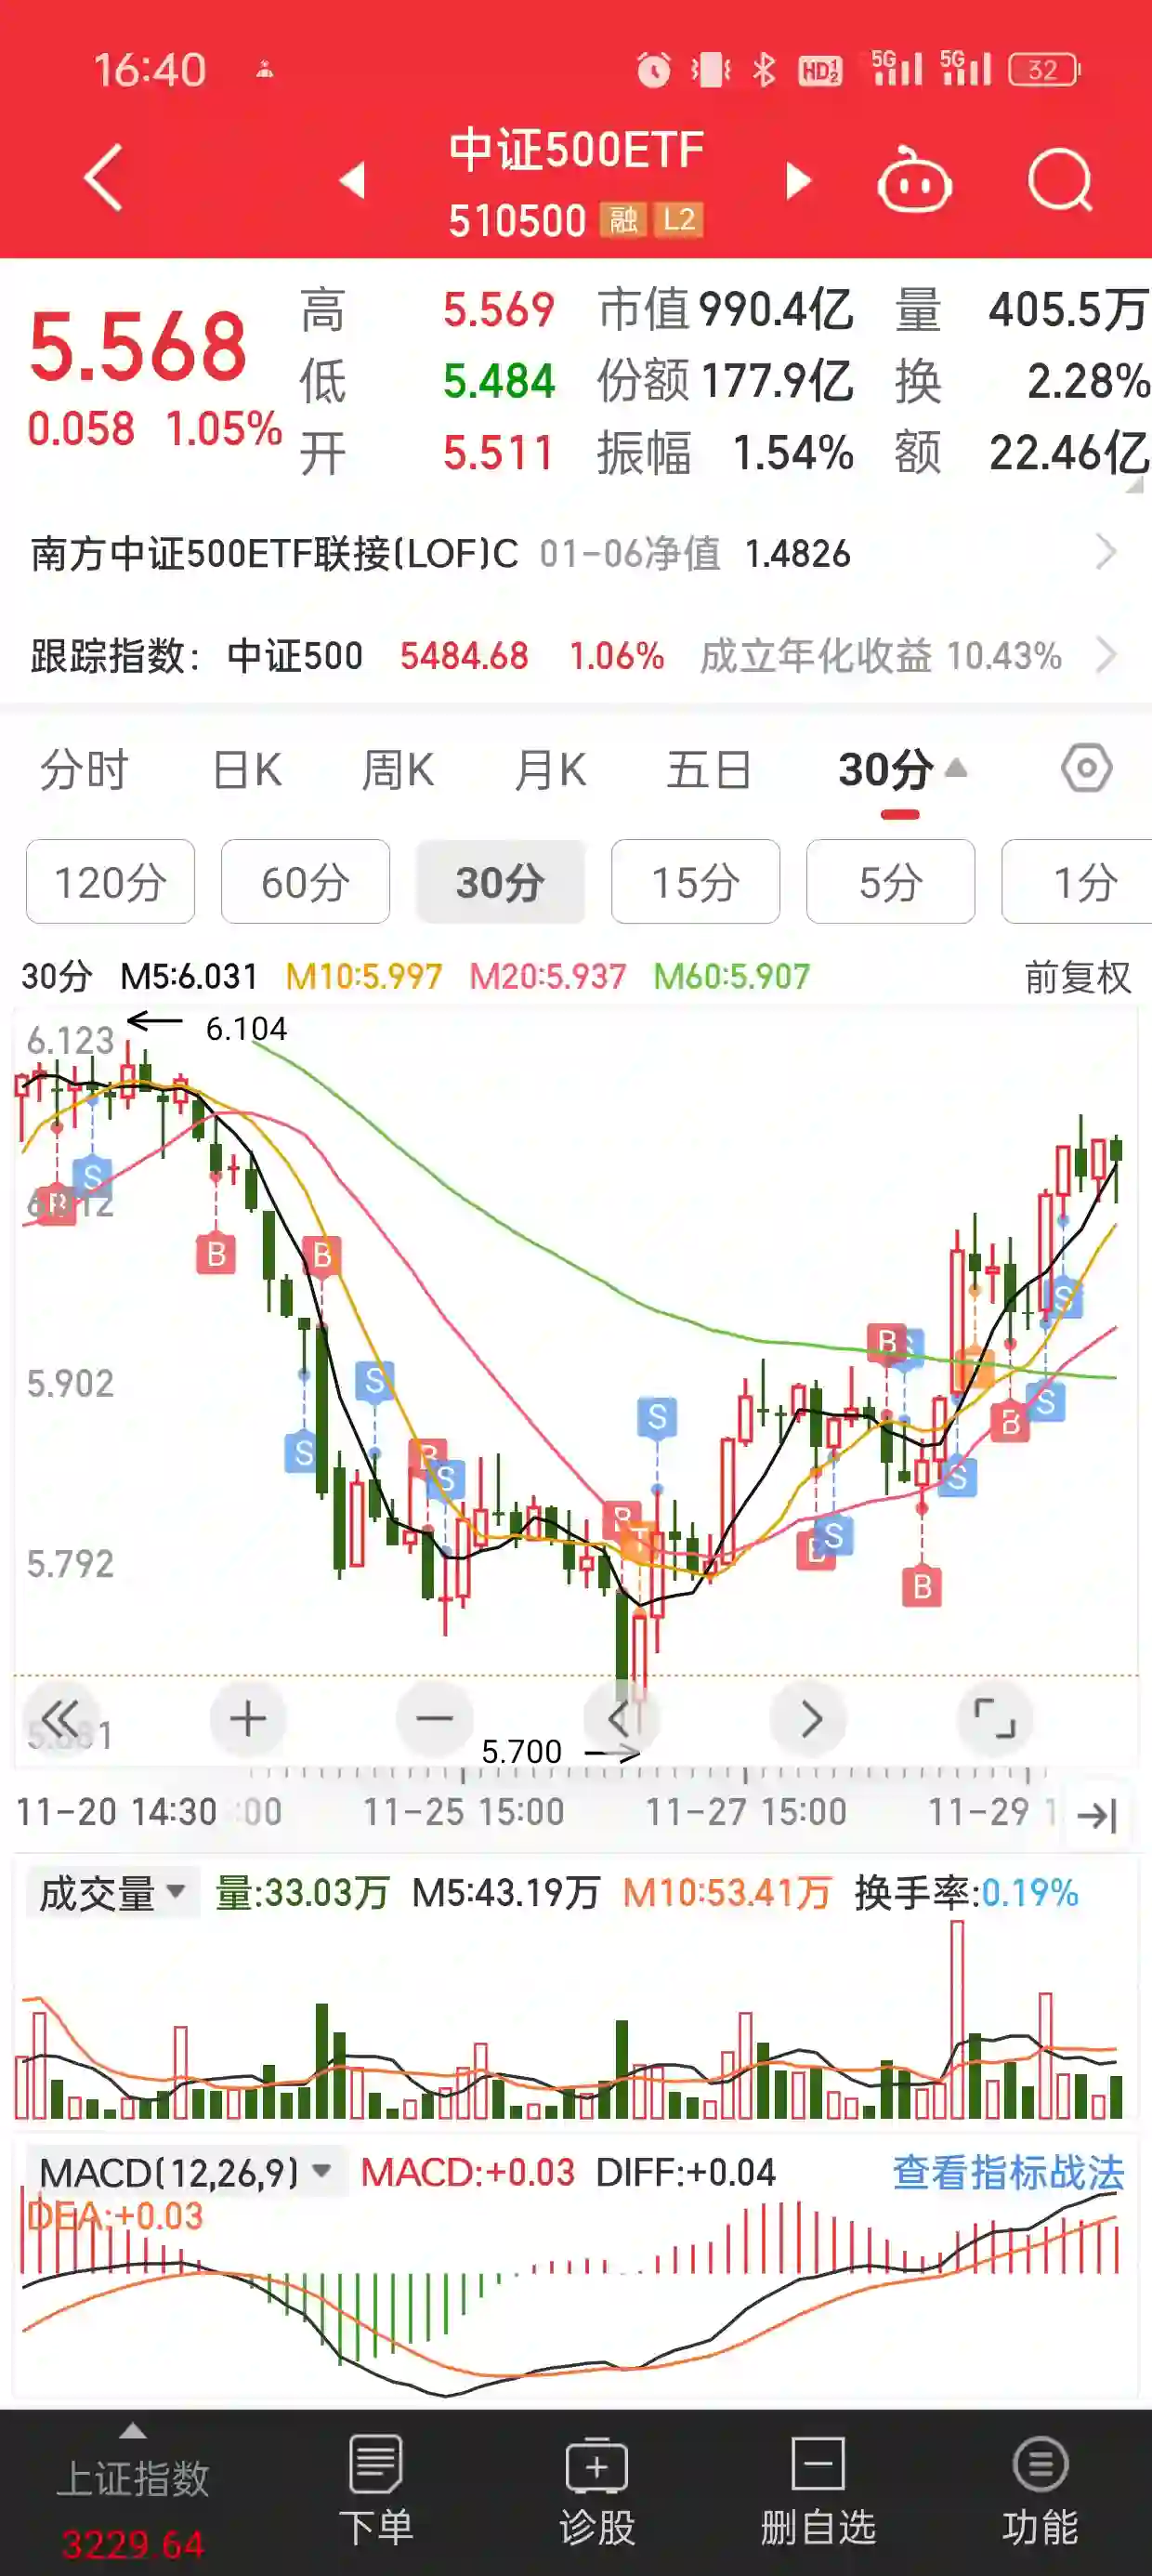 16:40 HD 1 2 5G 5G 32
中证500ETF
510500 融 L2
5.568
0.058 1.05%
高 5.569 市值 990.4亿 量 405.5万
低 5.484 份额 177.9亿 换 2.28%
开 5.511 振幅 1.54% 额 22.46亿
南方中证500ETF联接(LOF)C 01-06净值 1.4826
跟踪指数: 中证500 5484.68 1.06% 成立年化收益 10.43%
分时 日K 周K 月K 五日 30分
120分 60分 30分 15分 5分 1分
30分 M5:6.031 M10:5.997 M20:5.937 M60:5.907 前复权
6.123 6.104
S
B
B B
B S
5.902
S S
S
B S
B S
S B
B S
5.792
B
S
B
5.700
11-20 14:30 :00 11-25 15:00 11-27 15:00 11-29
成交量 量:33.03万 M5:43.19万 M10:53.41万 换手率:0.19%
MACD(12,26,9) MACD:+0.03 DIFF:+0.04 查看指标战法
DEA:+0.03
上证指数 下单 诊股 删自选 功能
3229.64